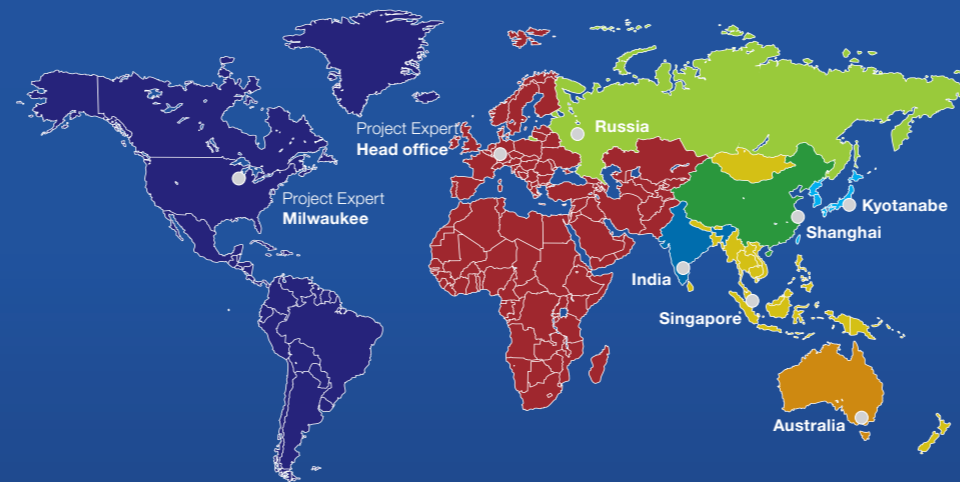 Project Expert
Head office
Russia
Project Expert
Milwaukee
Kyotanabe
Shanghai
India
Singapore
Australia